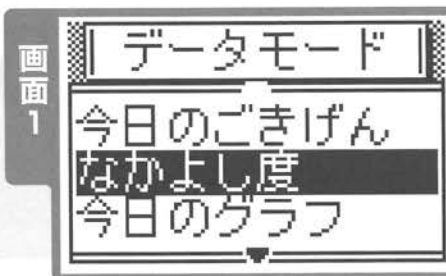 画面1
データモード
今日のごきげん
なかよし度
今日のグラフ